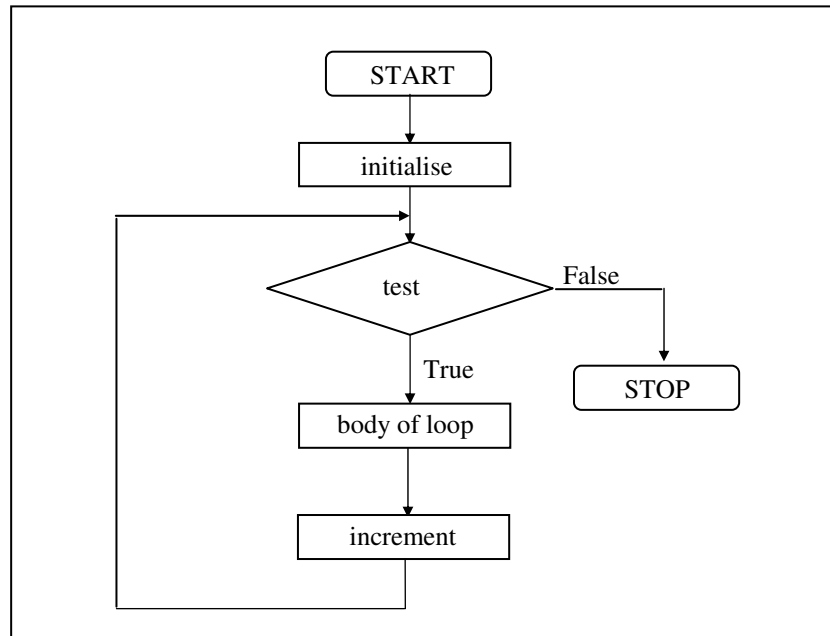 START
initialise
test
False
True
STOP
body of loop
increment